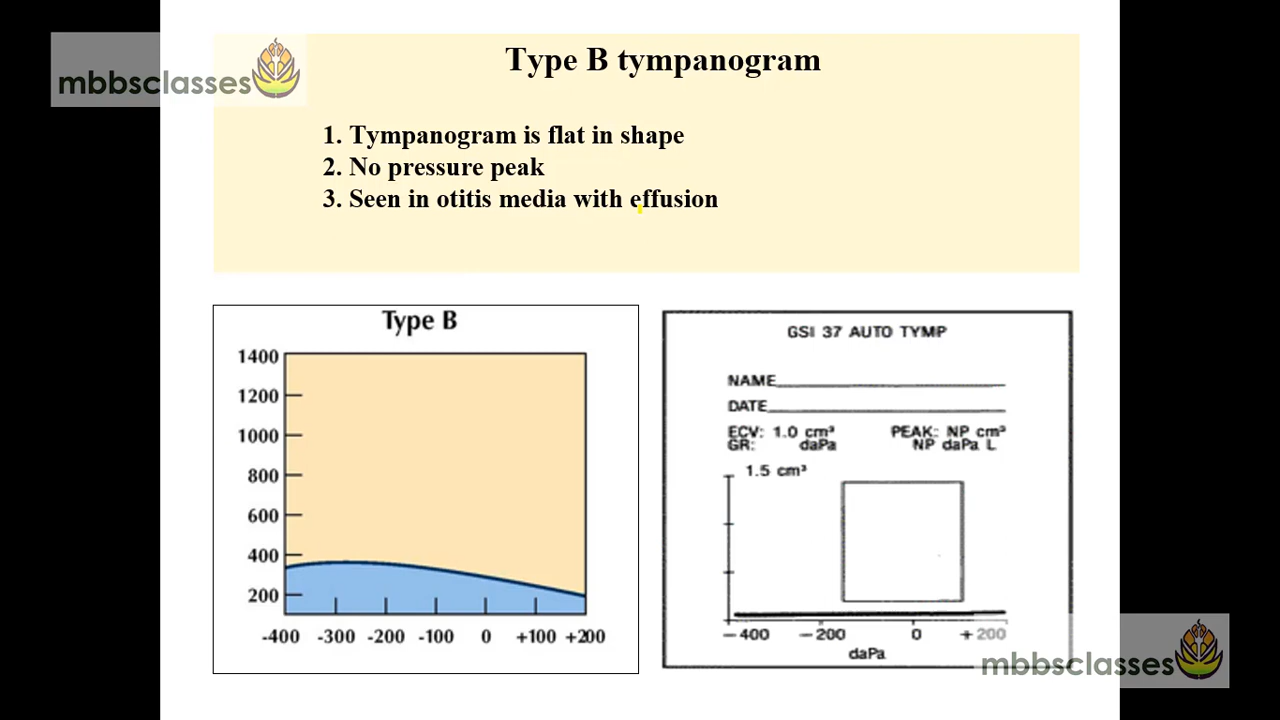 mbbsclasses
Type B tympanogram
1. Tympanogram is flat in shape
2. No pressure peak
3. Seen in otitis media with effusion
Type B
1400
1200
1000
800
600
400
200
-400 -300 -200 -100 0 +100 +200
GSI 37 AUTO TYMP
NAME
DATE
ECV: 1.0 cm³ PEAK: NP cm³
GR: daPa NP daPa L
1.5 cm³
-400 -200 0 +200
daPa
mbbsclasses